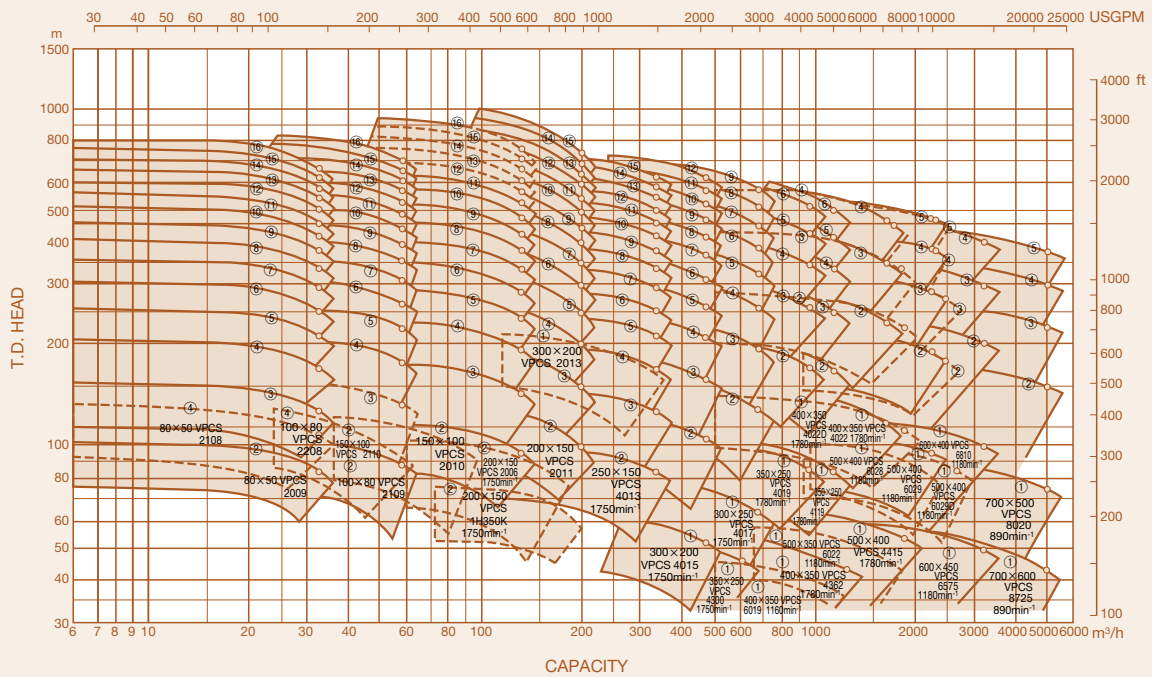 30 40 50 60 80 100 200 300 400 500 600 800 1000 2000 3000 4000 5000 6000 8000 10000 20000 25000 USGPM
m
1500
1000
800
600
500
400
300
200
100
80
60
50
40
30
T.D. HEAD
4000 ft
3000
2000
1000
800
600
500
400
300
200
100
80×50 VPCS
2108
100×80
VPCS
2208
150×100
VPCS 2110
80×50 VPCS
2009
100×80 VPCS
2109
150×100
VPCS
2010
200×150
VPCS 2006
1750min⁻¹
200×150
VPCS
1H350K
1750min⁻¹
200×150
VPCS
2011
300×200
VPCS 2013
250×150
VPCS
4013
1750min⁻¹
300×200
VPCS 4015
1750min⁻¹
300×250
VPCS
4017
1750min⁻¹
350×250
VPCS
4300
1750min⁻¹
400×350 VPCS
6019 1160min⁻¹
350×250
VPCS
4019
1780min⁻¹
350×250
VPCS
4119
1780min⁻¹
400×350
VPCS
4022D
1780min⁻¹
400×350 VPCS
4022 1780min⁻¹
500×400 VPCS
6028
1180min⁻¹
500×350 VPCS
6022
1180min⁻¹
400×350 VPCS
4362
1780min⁻¹
500×400
VPCS 4415
1780min⁻¹
500×400
VPCS
6029
1180min⁻¹
600×400 VPCS
6810
1180min⁻¹
500×400
VPCS
6029B
1180min⁻¹
600×450
VPCS
6575
1180min⁻¹
700×500
VPCS
8020
890min⁻¹
700×600
VPCS
8725
890min⁻¹
6 7 8 9 10 20 30 40 60 80 100 200 300 400 500 600 800 1000 2000 3000 4000 5000 6000 m³/h
CAPACITY